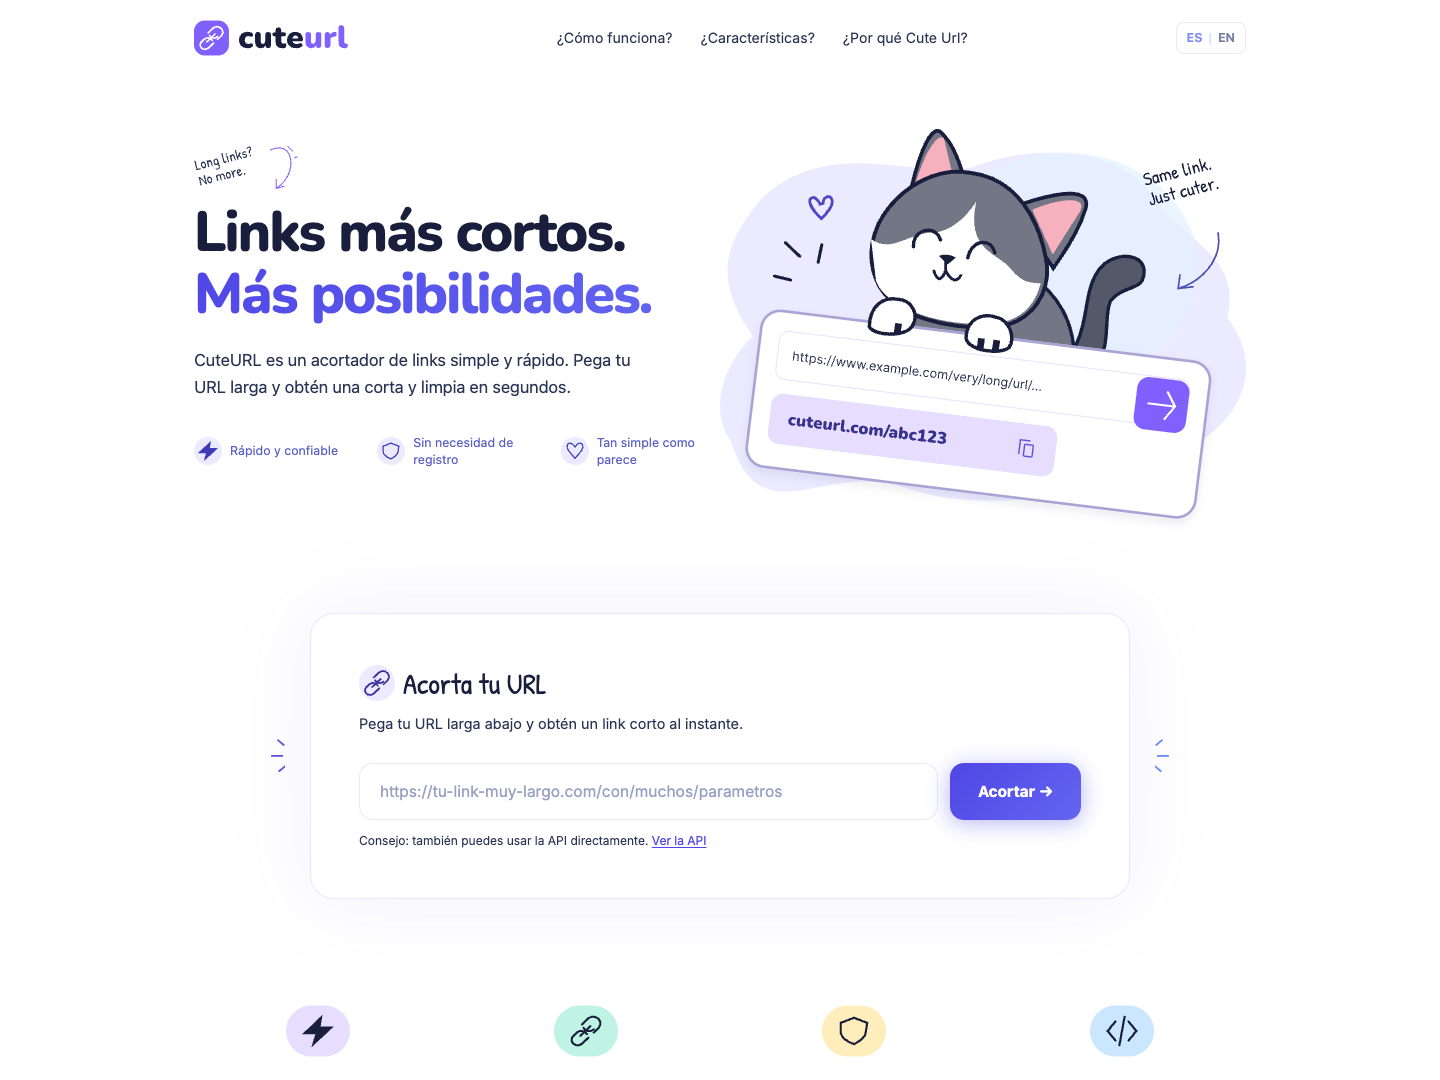 cuteurl
¿Cómo funciona?
¿Características?
¿Por qué Cute Url?
ES | EN
Long links?
No more.
Links más cortos.
Más posibilidades.
CuteURL es un acortador de links simple y rápido. Pega tu
URL larga y obtén una corta y limpia en segundos.
Rápido y confiable
Sin necesidad de
registro
Tan simple como
parece
Same link.
Just cuter.
https://www.example.com/very/long/url/...
cuteurl.com/abc123
Acorta tu URL
Pega tu URL larga abajo y obtén un link corto al instante.
https://tu-link-muy-largo.com/con/muchos/parametros
Acortar →
Consejo: también puedes usar la API directamente. Ver la API